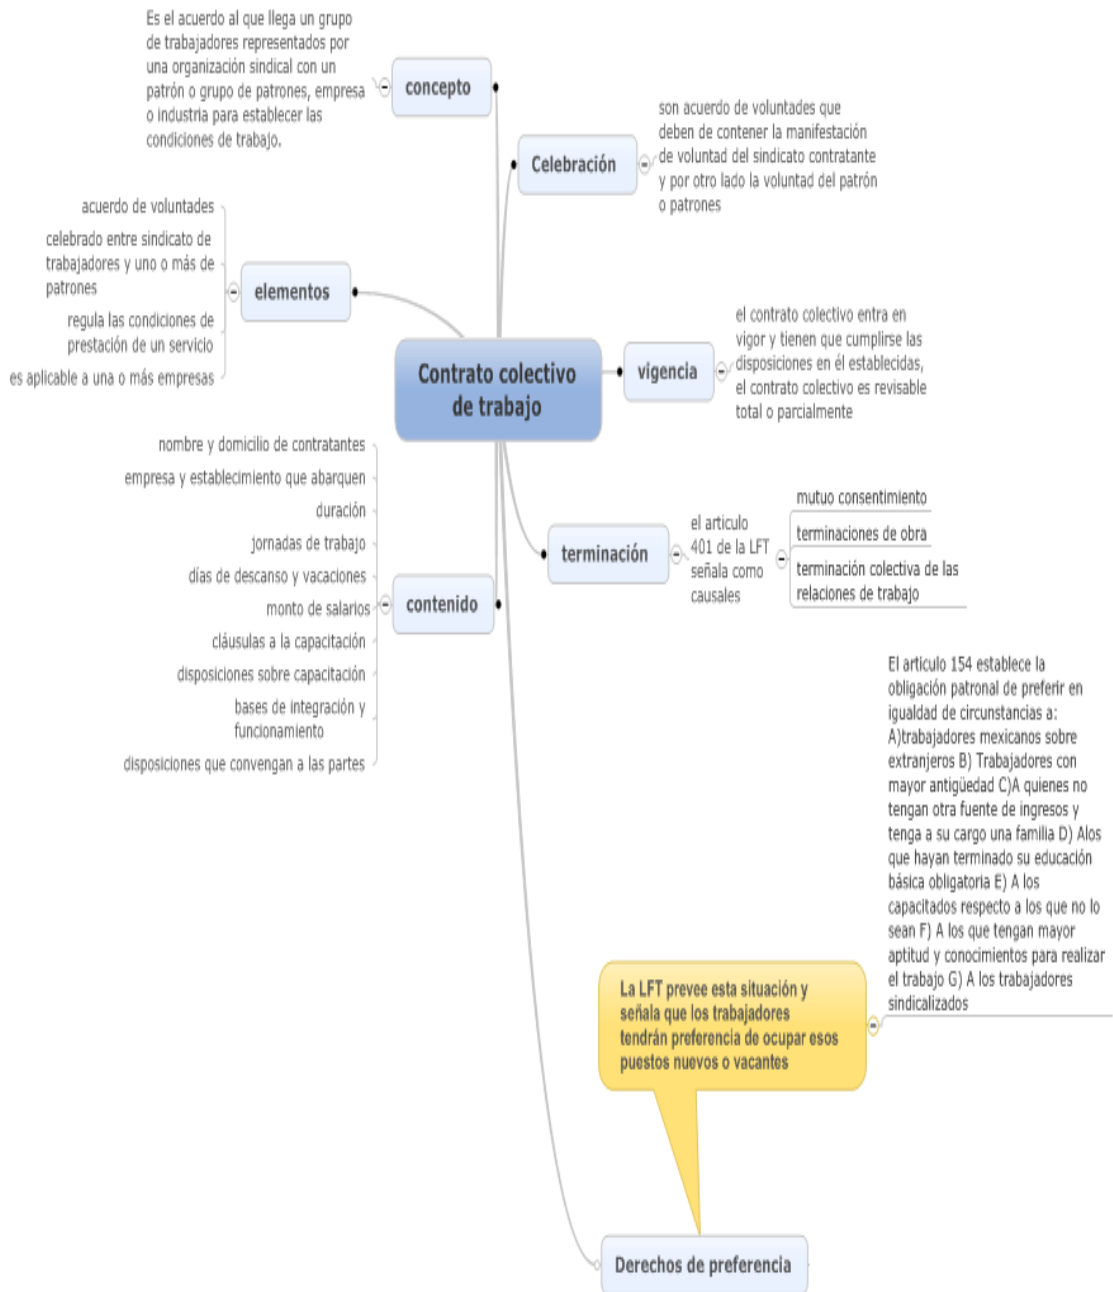 Es el acuerdo al que llega un grupo
de trabajadores representados por
una organización sindical con un
patrón o grupo de patrones, empresa
o industria para establecer las
condiciones de trabajo.
concepto
Celebración
son acuerdo de voluntades que
deben de contener la manifestación
de voluntad del sindicato contratante
y por otro lado la voluntad del patrón
o patrones
acuerdo de voluntades
celebrado entre sindicato de
trabajadores y uno o más de
patrones
regula las condiciones de
prestación de un servicio
es aplicable a una o más empresas
elementos
Contrato colectivo
de trabajo
vigencia
el contrato colectivo entra en
vigor y tienen que cumplirse las
disposiciones en él establecidas,
el contrato colectivo es revisable
total o parcialmente
nombre y domicilio de contratantes
empresa y establecimiento que abarquen
duración
jornadas de trabajo
días de descanso y vacaciones
monto de salarios
cláusulas a la capacitación
disposiciones sobre capacitación
bases de integración y
funcionamiento
disposiciones que convengan a las partes
contenido
terminación
el articulo
401 de la LFT
señala como
causales
mutuo consentimiento
terminaciones de obra
terminación colectiva de las
relaciones de trabajo
El articulo 154 establece la
obligación patronal de preferir en
igualdad de circunstancias a:
A)trabajadores mexicanos sobre
extranjeros B) Trabajadores con
mayor antigüedad C)A quienes no
tengan otra fuente de ingresos y
tenga a su cargo una familia D) Alos
que hayan terminado su educación
básica obligatoria E) A los
capacitados respecto a los que no lo
sean F) A los que tengan mayor
aptitud y conocimientos para realizar
el trabajo G) A los trabajadores
sindicalizados
La LFT prevee esta situación y
señala que los trabajadores
tendrán preferencia de ocupar esos
puestos nuevos o vacantes
Derechos de preferencia